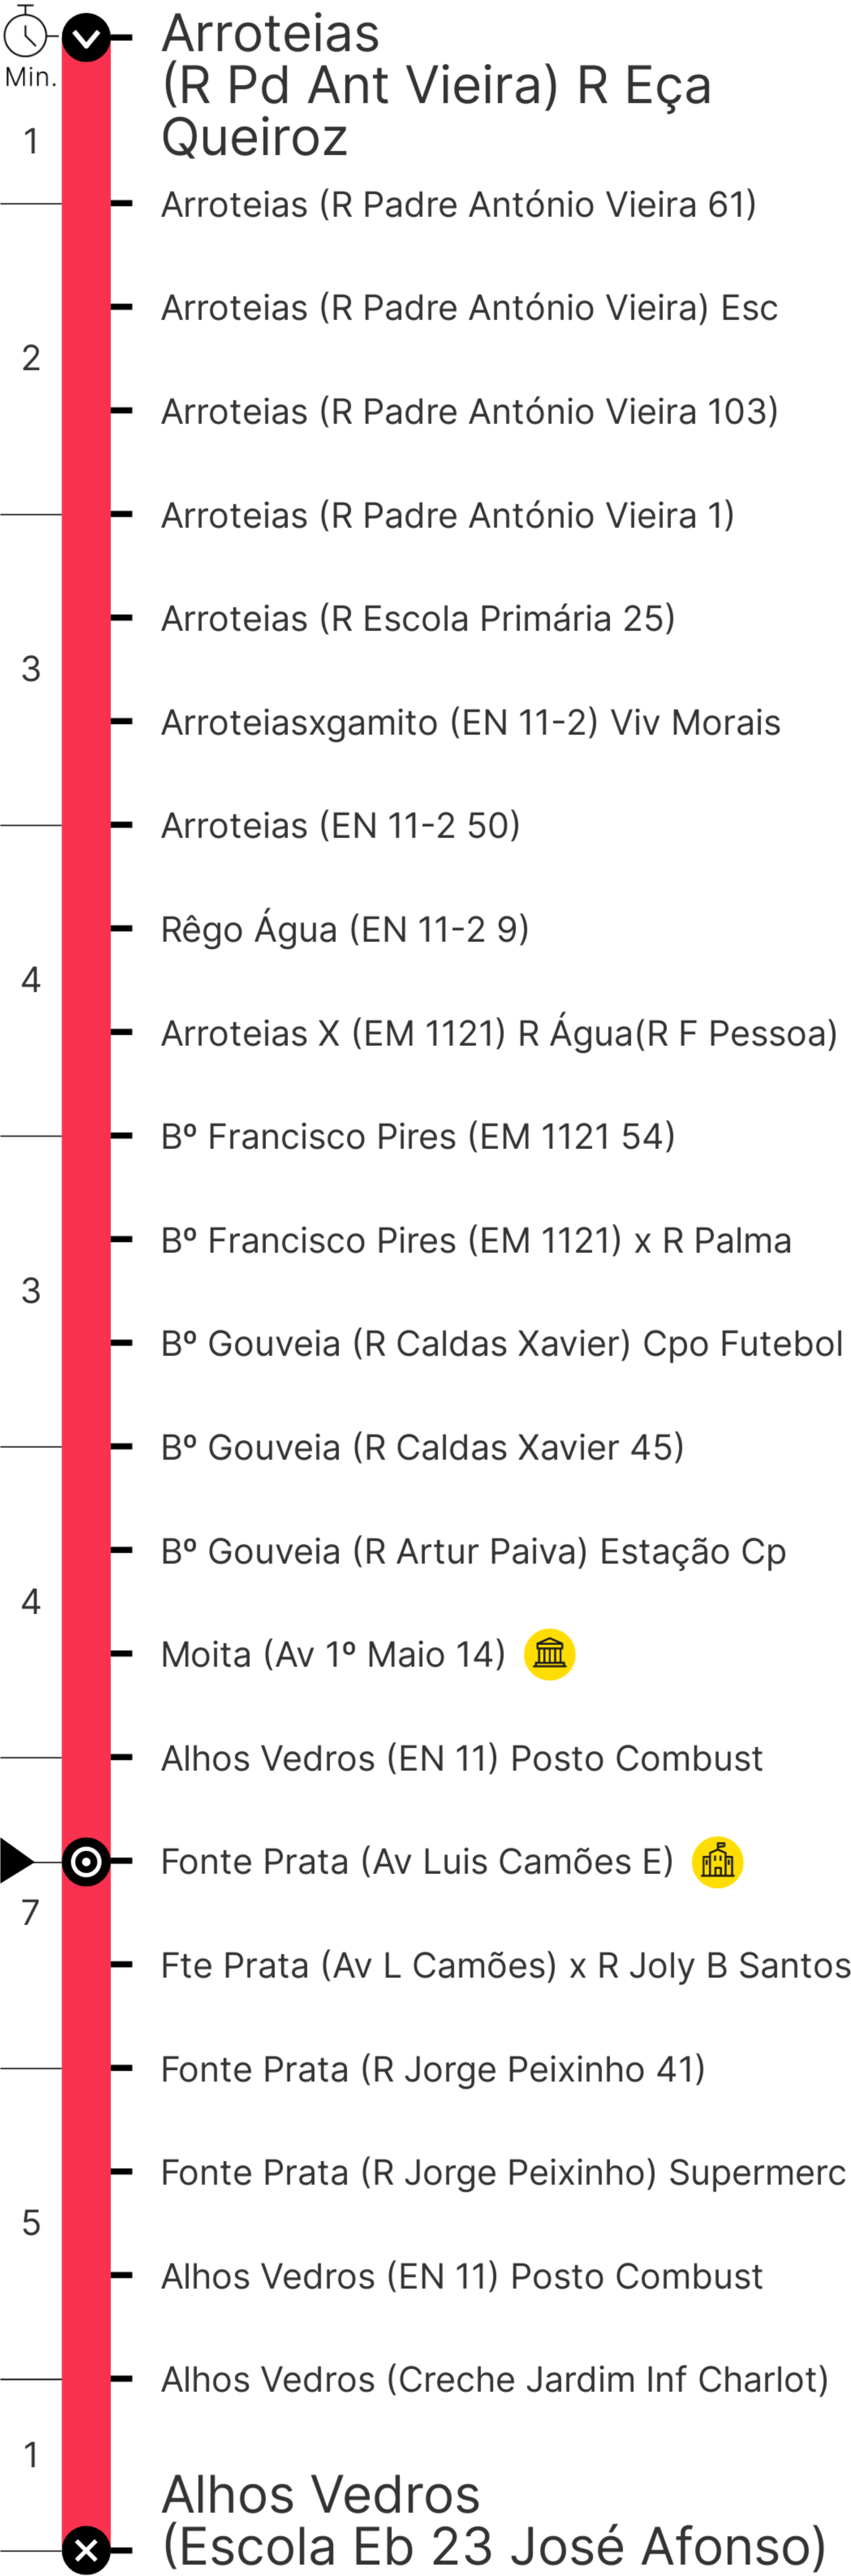 Min.
Arroteias
(R Pd Ant Vieira) R Eça
Queiroz
1
Arroteias (R Padre António Vieira 61)
Arroteias (R Padre António Vieira) Esc
2
Arroteias (R Padre António Vieira 103)
Arroteias (R Padre António Vieira 1)
Arroteias (R Escola Primária 25)
3
Arroteiasxgamito (EN 11-2) Viv Morais
Arroteias (EN 11-2 50)
Rêgo Água (EN 11-2 9)
4
Arroteias X (EM 1121) R Água(R F Pessoa)
Bº Francisco Pires (EM 1121 54)
Bº Francisco Pires (EM 1121) x R Palma
3
Bº Gouveia (R Caldas Xavier) Cpo Futebol
Bº Gouveia (R Caldas Xavier 45)
Bº Gouveia (R Artur Paiva) Estação Cp
4
Moita (Av 1º Maio 14)
Alhos Vedros (EN 11) Posto Combust
Fonte Prata (Av Luis Camões E)
7
Fte Prata (Av L Camões) x R Joly B Santos
Fonte Prata (R Jorge Peixinho 41)
Fonte Prata (R Jorge Peixinho) Supermerc
5
Alhos Vedros (EN 11) Posto Combust
Alhos Vedros (Creche Jardim Inf Charlot)
1
Alhos Vedros
(Escola Eb 23 José Afonso)